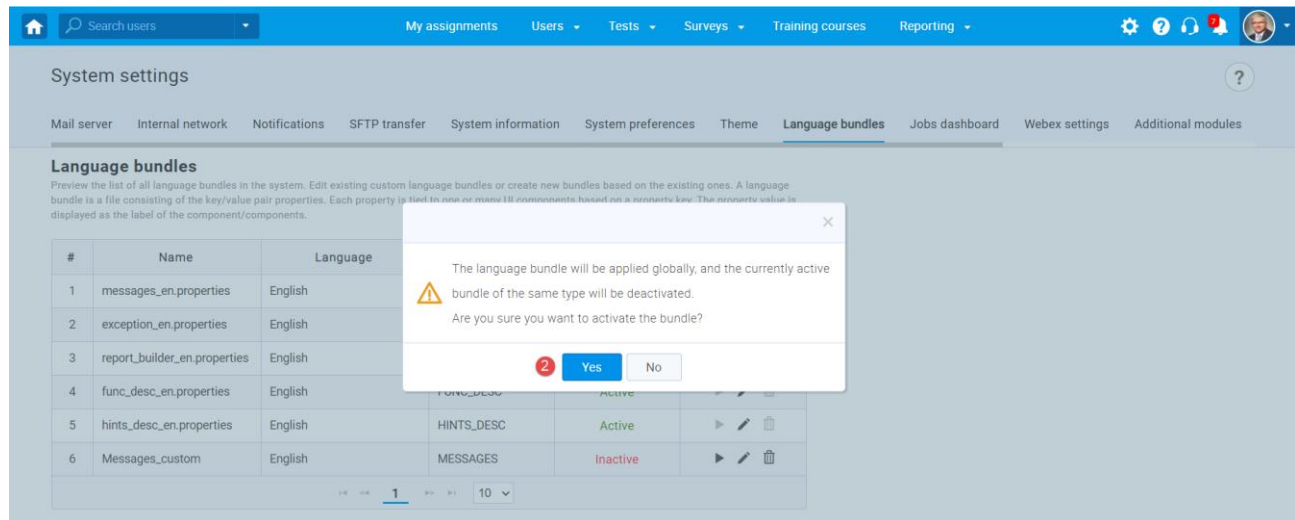 Search users
My assignments Users Tests Surveys Training courses Reporting
7
System settings
?
Mail server Internal network Notifications SFTP transfer System information System preferences Theme Language bundles Jobs dashboard Webex settings Additional modules
Language bundles
Preview the list of all language bundles in the system. Edit existing custom language bundles or create new bundles based on the existing ones. A language
bundle is a file consisting of the key/value pair properties. Each property is tied to one or many UI components based on a property key. The property value is
displayed as the label of the component/components.
# Name Language
The language bundle will be applied globally, and the currently active
bundle of the same type will be deactivated.
Are you sure you want to activate the bundle?
2 Yes No
1 messages_en.properties English
2 exception_en.properties English
3 report_builder_en.properties English
4 func_desc_en.properties English FUNC_DESC Active
5 hints_desc_en.properties English HINTS_DESC Active
6 Messages_custom English MESSAGES Inactive
1 10